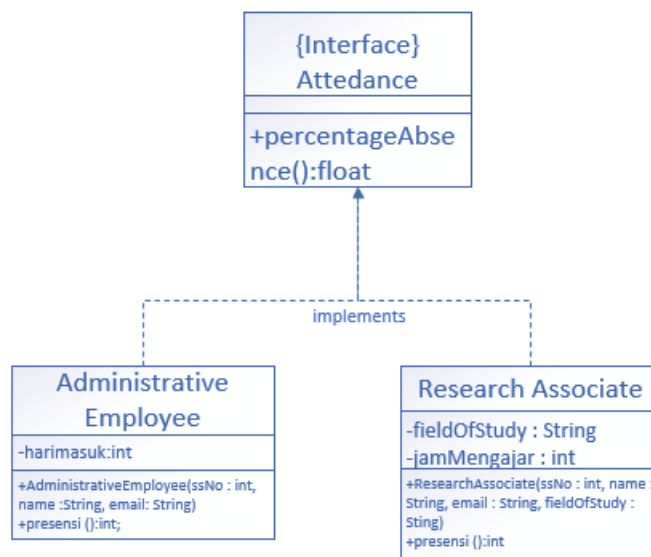 {Interface}
Attedance
+percentageAbse
nce():float
implements
Administrative
Employee
-harimasuk:int
+AdministrativeEmployee(ssNo : int,
name :String, email: String)
+presensi ():int;
Research Associate
-fieldOfStudy : String
-jamMengajar : int
+ResearchAssociate(ssNo : int, name :
String, email : String, fieldOfStudy :
Sting)
+presensi ():int